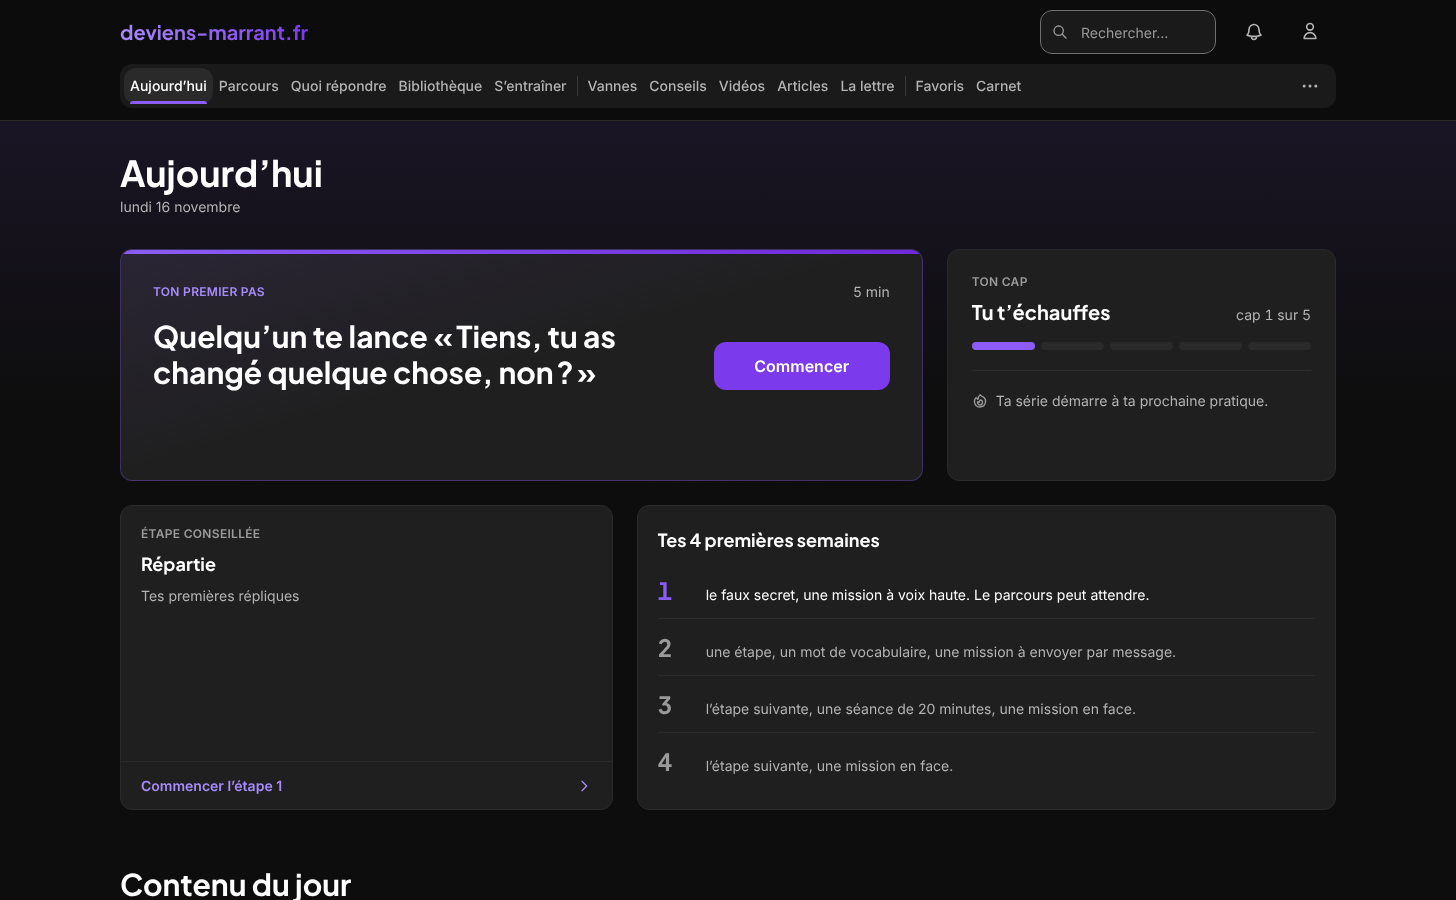 deviens-marrant.fr
Rechercher...
Aujourd’hui Parcours Quoi répondre Bibliothèque S’entraîner Vannes Conseils Vidéos Articles La lettre Favoris Carnet
Aujourd’hui
lundi 16 novembre
TON PREMIER PAS
5 min
Quelqu’un te lance « Tiens, tu as
changé quelque chose, non ? »
Commencer
TON CAP
Tu t’échauffes
cap 1 sur 5
Ta série démarre à ta prochaine pratique.
ÉTAPE CONSEILLÉE
Répartie
Tes premières répliques
Commencer l’étape 1
Tes 4 premières semaines
1 le faux secret, une mission à voix haute. Le parcours peut attendre.
2 une étape, un mot de vocabulaire, une mission à envoyer par message.
3 l’étape suivante, une séance de 20 minutes, une mission en face.
4 l’étape suivante, une mission en face.
Contenu du jour